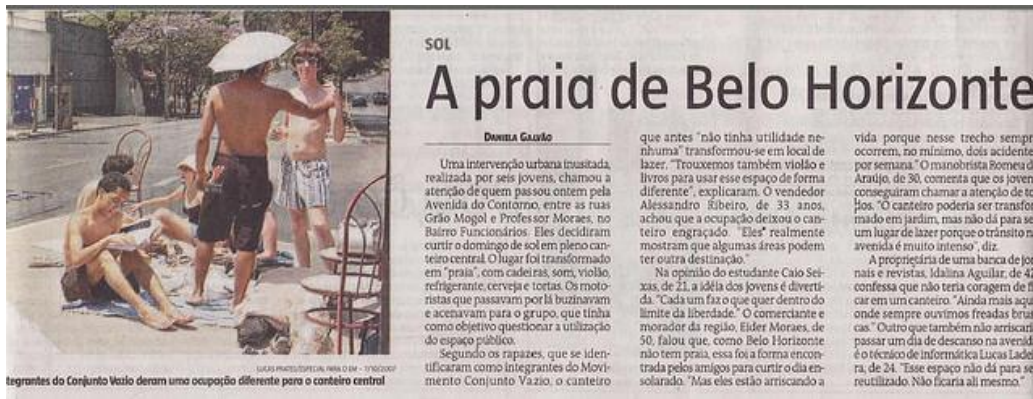 SOL
A praia de Belo Horizonte
DANIELA GALVÃO
Uma intervenção urbana inusitada,
realizada por seis jovens, chamou a
atenção de quem passou ontem pela
Avenida do Contorno, entre as ruas
Grão Mogol e Professor Moraes, no
Bairro Funcionários. Eles decidiram
curtir o domingo de sol em pleno can-
teiro central. O lugar foi transformado
em "praia", com cadeiras, som, violão,
refrigerante, cerveja e tortas. Os moto-
ristas que passavam por lá buzinavam
e acenavam para o grupo, que tinha
como objetivo questionar a utilização
do espaço público.
Segundo os rapazes, que se iden-
tificaram como integrantes do Movi-
mento Conjunto Vazio, o canteiro
que antes "não tinha utilidade ne-
nhuma" transformou-se em local de
lazer. "Trouxemos também violão e
livros para usar esse espaço de forma
diferente", explicaram. O vendedor
Alessandro Ribeiro, de 33 anos,
achou que a ocupação deixou o can-
teiro engraçado. "Eles realmente
mostram que algumas áreas podem
ter outra destinação."
Na opinião do estudante Caio Sei-
xas, de 21, a idéia dos jovens é diverti-
da. "Cada um faz o que quer dentro do
limite da liberdade." O comerciante e
morador da região, Elder Moraes, de
50, falou que, como Belo Horizonte
não tem praia, essa foi a forma encon-
trada pelos amigos para curtir o dia en-
solarado. "Mas eles estão arriscando a
vida porque nesse trecho sempre
ocorrem, no mínimo, dois acidente
por semana." O manobrista Romeu
Araújo, de 30, comenta que os joven
conseguiram chamar a atenção de
"O canteiro poderia ser transfor
mado em jardim, mas não dá para
um lugar de lazer porque o trânsito
avenida é muito intenso", diz.
A proprietária de uma banca de jor
nais e revistas, Idalina Aguilar, de 42
confessa que não teria coragem de fi
car em um canteiro. "Ainda mais aqu
onde sempre ouvimos freadas brus
cas." Outro que também não arriscar
passar um dia de descanso na avenid
é o técnico de informática Lucas Lade
ra, de 24. "Esse espaço não dá para se
reutilizado. Não ficaria ali mesmo."
LUCAS PRATES/ESPECIAL PARA O EM - 7/10/2007
tegrantes do Conjunto Vazio deram uma ocupação diferente para o canteiro central